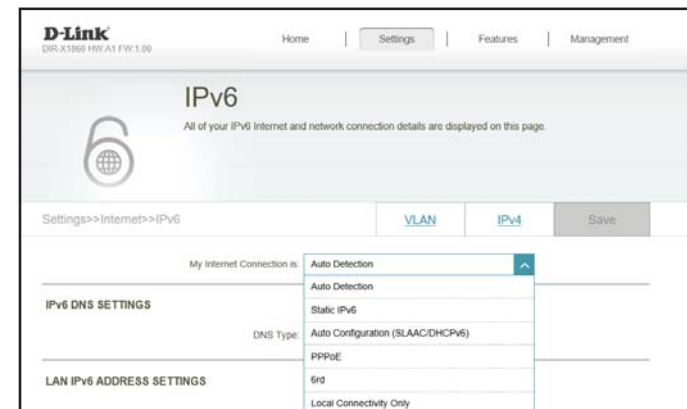 D-Link
DIR-X1860 HW:A1 FW:1.00
Home | Settings | Features | Management
IPv6
All of your IPv6 Internet and network connection details are displayed on this page.
Settings>>Internet>>IPv6
VLAN
IPv4
Save
My Internet Connection is: Auto Detection
Auto Detection
IPv6 DNS SETTINGS
Static IPv6
DNS Type: Auto Configuration (SLAAC/DHCPv6)
PPPoE
LAN IPv6 ADDRESS SETTINGS
6rd
Local Connectivity Only